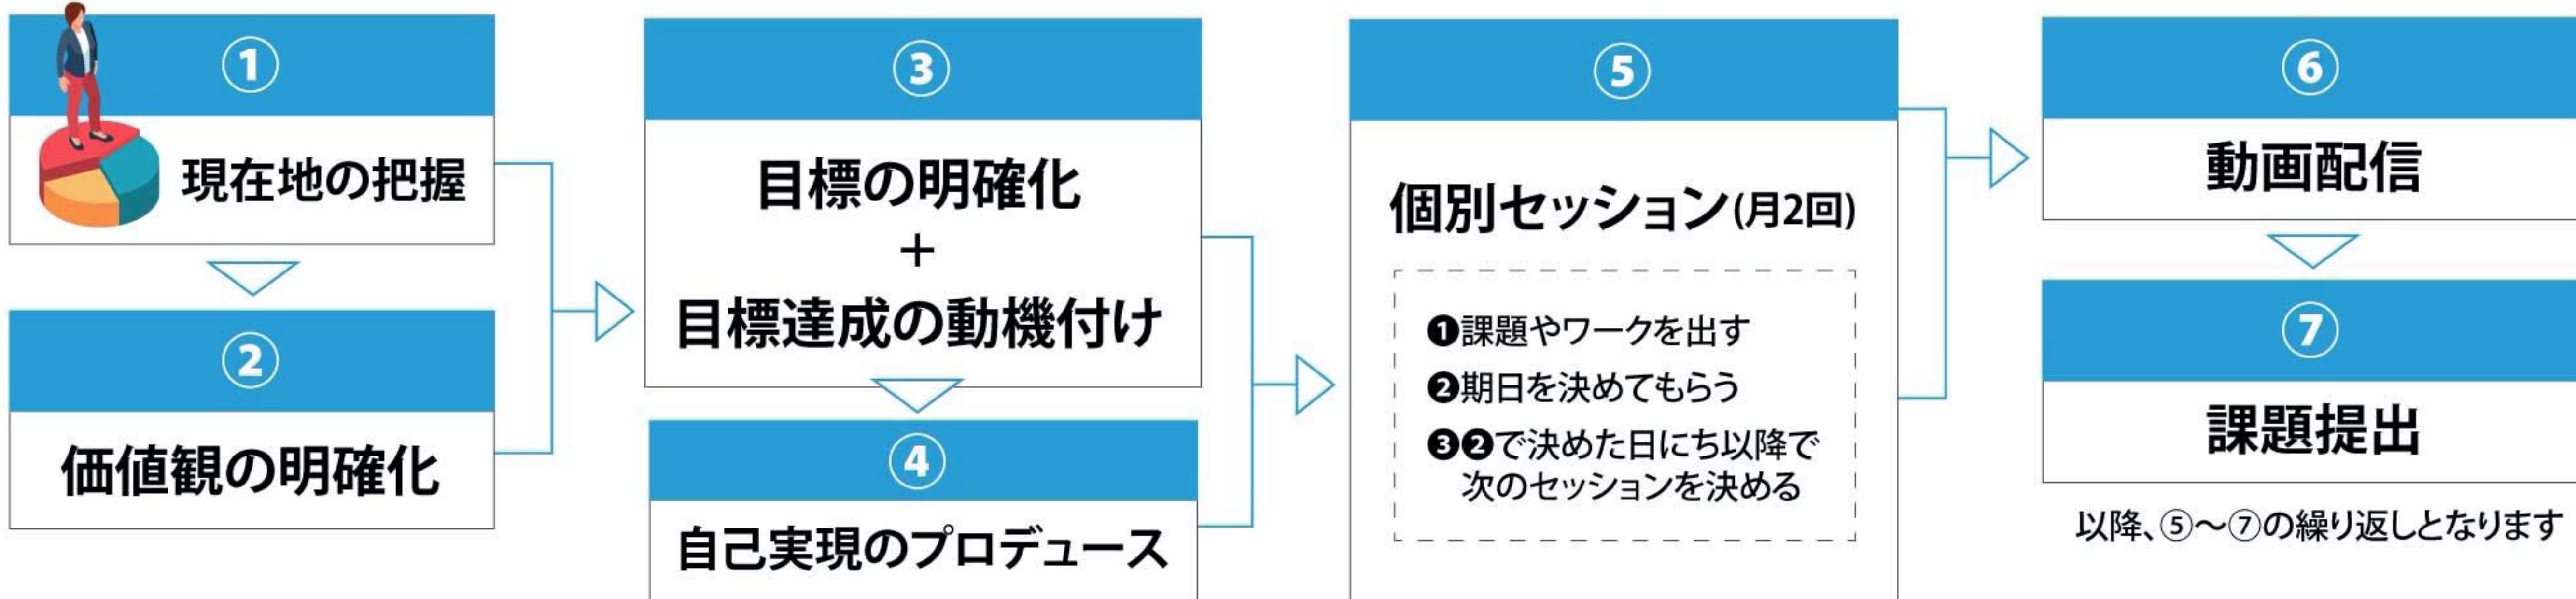 ①
現在地の把握
②
価値観の明確化
③
目標の明確化
+
目標達成の動機付け
④
自己実現のプロデュース
⑤
個別セッション(月2回)
❶課題やワークを出す
❷期日を決めてもらう
❸❷で決めた日にち以降で
次のセッションを決める
⑥
動画配信
⑦
課題提出
以降、⑤〜⑦の繰り返しとなります